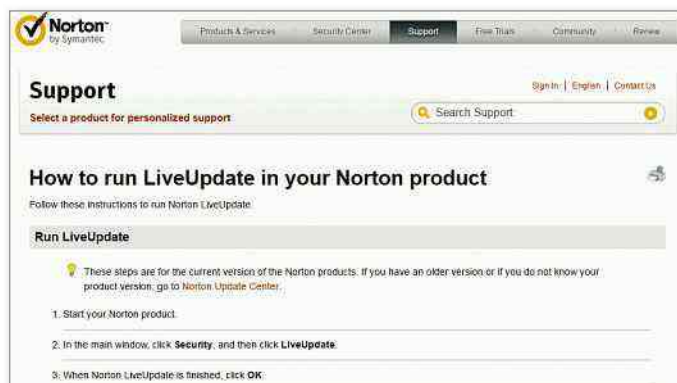 Norton™
by Symantec
Products & Services Security Center Support Free Trials Community Renew
Support
Sign In | English | Contact Us
Select a product for personalized support
Search Support
How to run LiveUpdate in your Norton product
Follow these instructions to run Norton LiveUpdate
Run LiveUpdate
These steps are for the current version of the Norton products. If you have an older version or if you do not know your
product version, go to Norton Update Center.
1. Start your Norton product.
2. In the main window, click Security, and then click LiveUpdate.
3. When Norton LiveUpdate is finished, click OK.